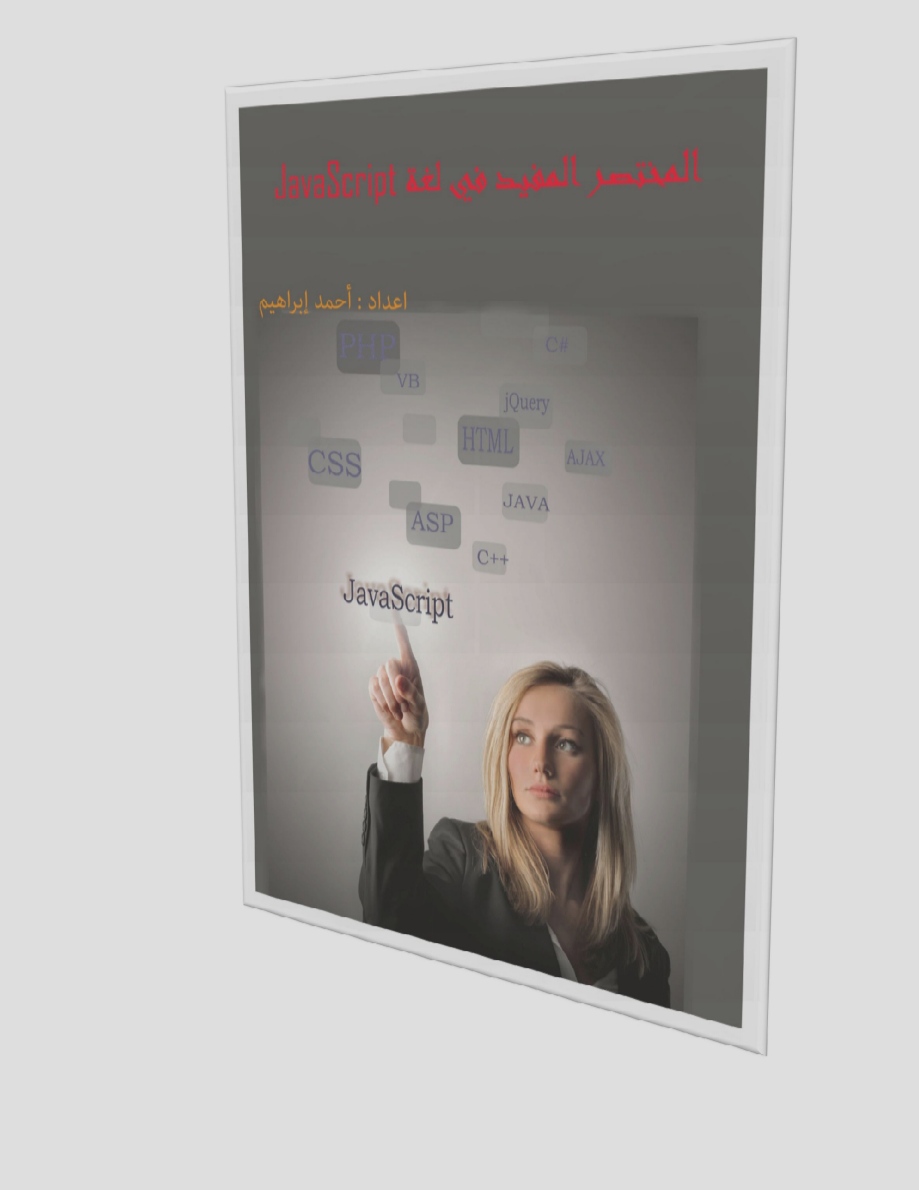 المختصر المفيد في لغة JavaScript
اعداد : أحمد إبراهيم
PHP
C#
VB
jQuery
HTML
CSS
AJAX
ASP
JAVA
C++
JavaScript